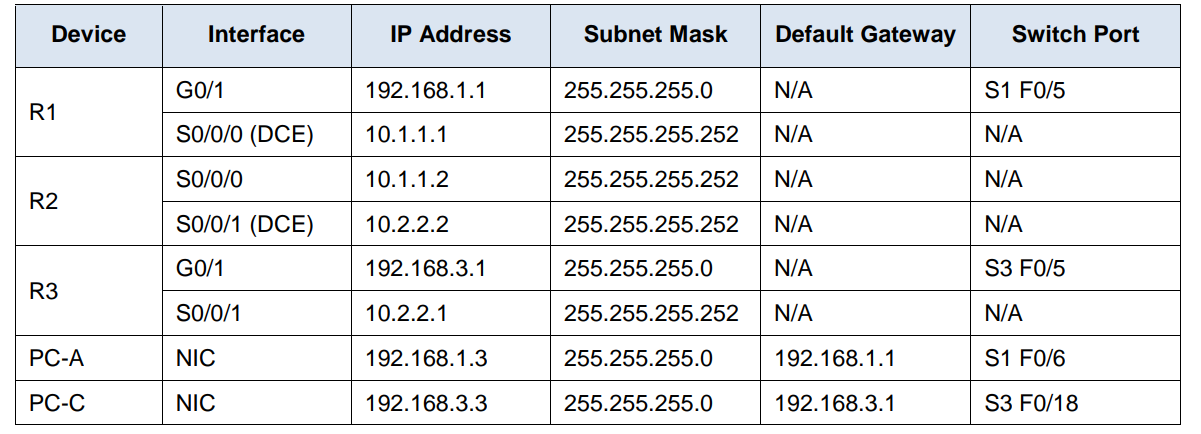 Device Interface IP Address Subnet Mask Default Gateway Switch Port
R1 G0/1 192.168.1.1 255.255.255.0 N/A S1 F0/5
S0/0/0 (DCE) 10.1.1.1 255.255.255.252 N/A N/A
R2 S0/0/0 10.1.1.2 255.255.255.252 N/A N/A
S0/0/1 (DCE) 10.2.2.2 255.255.255.252 N/A N/A
R3 G0/1 192.168.3.1 255.255.255.0 N/A S3 F0/5
S0/0/1 10.2.2.1 255.255.255.252 N/A N/A
PC-A NIC 192.168.1.3 255.255.255.0 192.168.1.1 S1 F0/6
PC-C NIC 192.168.3.3 255.255.255.0 192.168.3.1 S3 F0/18